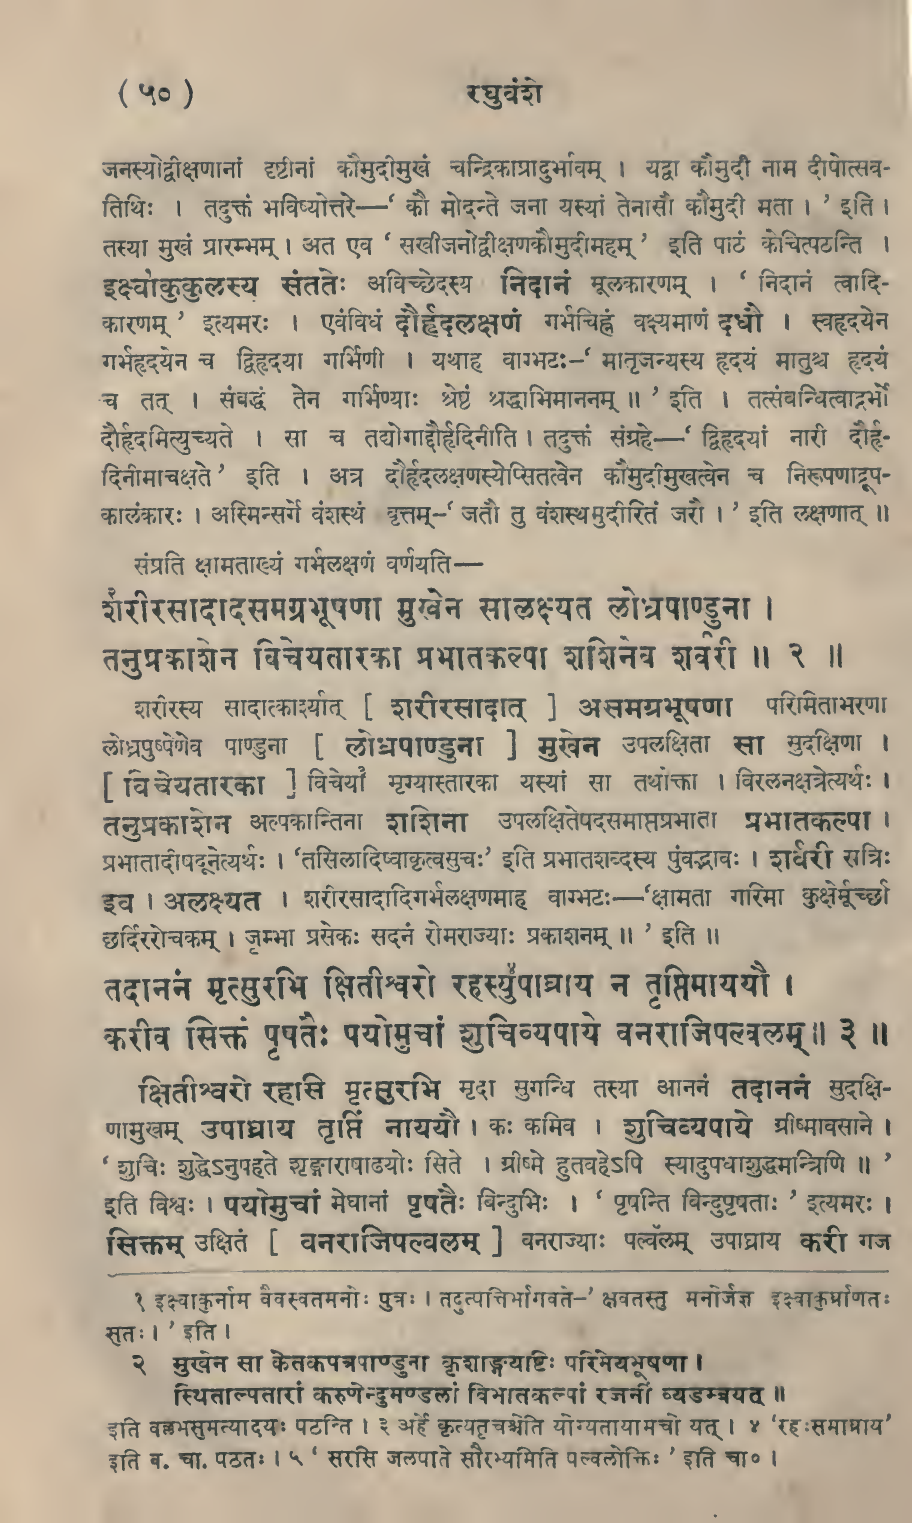 ( ५० ) रघुवंशे
जनस्योद्वीक्षणानां दृष्टीनां कौमुदीमुखं चन्द्रिकाप्रादुर्भावम् । यद्वा कौमुदी नाम दीपोत्सव-
तिथिः । तदुक्तं भविष्योत्तरे—‘ कौ मोदन्ते जना यस्यां तेनासौ कौमुदी मता । ’ इति ।
तस्या मुखं प्रारम्भम् । अत एव ‘ सखीजनोद्वीक्षणकौमुदीमहम् ’ इति पाठं केचित्पठन्ति ।
इक्ष्वाकुकुलस्य संततेः अविच्छेदस्य निदानं मूलकारणम् । ‘ निदानं त्वादि-
कारणम् ’ इत्यमरः । एवंविधं दौर्हृदलक्षणं गर्भचिह्नं वक्ष्यमाणं दधौ । स्वहृदयेन
गर्भहृदयेन च द्विहृदया गर्भिणी । यथाह वाग्भटः–‘ मातृजन्यस्य हृदयं मातुश्च हृदयं
च तत् । संबद्धं तेन गर्भिण्याः श्रेष्ठं श्रद्धाभिमाननम् ॥ ’ इति । तत्संबन्धित्वाद्गर्भो
दौर्हृदमित्युच्यते । सा च तद्योगाद्दौर्हृदिनीति । तदुक्तं संग्रहे—‘ द्विहृदयां नारी दौर्हृ-
दिनीमाचक्षते ’ इति । अत्र दौर्हृदलक्षणस्येप्सितत्वेन कौमुदीमुखत्वेन च निरूपणाद्रूप-
कालंकारः । अस्मिन्सर्गे वंशस्थं वृत्तम्–‘ जतौ तु वंशस्थमुदीरितं जरौ । ’ इति लक्षणात् ॥
संप्रति क्षामताख्यं गर्भलक्षणं वर्णयति—
शरीरसादादसमग्रभूषणा मुखेन सालक्ष्यत लोध्रपाण्डुना ।
तनुप्रकाशेन विचेयतारका प्रभातकल्पा शशिनेव शर्वरी ॥ २ ॥
शरीरस्य सादात्कार्श्यात् [ शरीरसादात् ] असमग्रभूषणा परिमिताभरणा
लोध्रपुष्पेणेव पाण्डुना [ लोध्रपाण्डुना ] मुखेन उपलक्षिता सा सुदक्षिणा ।
[ विचेयतारका ] विचेया३ मृग्यास्तारका यस्यां सा तथोक्ता । विरलनक्षत्रेत्यर्थः ।
तनुप्रकाशेन अल्पकान्तिना शशिना उपलक्षितेषदसमाप्तप्रभाता प्रभातकल्पा ।
प्रभातादीषदूनेत्यर्थः । ‘तसिलादिष्वाकृत्वसुचः’ इति प्रभातशब्दस्य पुंवद्भावः । शर्वरी रात्रिः
इव । अलक्ष्यत । शरीरसादादिगर्भलक्षणमाह वाग्भटः—‘क्षामता गरिमा कुक्षेर्मूर्च्छा
छर्दिररोचकम् । जृम्भा प्रसेकः सदनं रोमराज्याः प्रकाशनम् ॥ ’ इति ॥
तदाननं मृत्सुरभि क्षितीश्वरो रहस्यु४पाघ्राय न तृप्तिमाययौ ।
करीव सिक्तं पृषतैः पयोमुचां शुचिव्यपाये वनराजिपल्वलम् ॥ ३ ॥
क्षितीश्वरो रहसि मृत्सुरभि मृदा सुगन्धि तस्या आननं तदाननं सुदक्षि-
णामुखम् उपाघ्राय तृप्तिं नाययौ । कः कमिव । शुचिव्यपाये ग्रीष्मावसाने ।
‘ शुचिः शुद्धेऽनुपहते शृङ्गाराषाढयोः सिते । ग्रीष्मे हुतवहेऽपि स्यादुपधाशुद्धमन्त्रिणि ॥ ’
इति विश्वः । पयोमुचां मेघानां पृषतैः बिन्दुभिः । ‘ पृषन्ति बिन्दुपृषताः ’ इत्यमरः ।
सिक्तम् उक्षितं [ वनराजिपल्वलम् ] वनराज्याः पल्व५लम् उपाघ्राय करी गज
१ इक्ष्वाकुर्नाम वैवस्वतमनोः पुत्रः । तदुत्पत्तिर्भागवते–’ क्षवतस्तु मनोर्जज्ञ इक्ष्वाकुर्घ्राणतः
सुतः । ’ इति ।
२ मुखेन सा केतकपत्रपाण्डुना कृशाङ्गयष्टिः परिमेयभूषणा ।
स्थिताल्पतारां करुणेन्दुमण्डलां विभातकल्पां रजनीं व्यडम्बयत् ॥
इति वल्लभसुमत्यादयः पठन्ति । ३ अर्हे कृत्यतृचश्चेति योग्यतायामचो यत् । ४ ‘रहःसमाघ्राय’
इति व. चा. पठतः । ५ ‘ सरसि जलपाते सौरभ्यमिति पल्वलोक्तिः ’ इति चा० ।